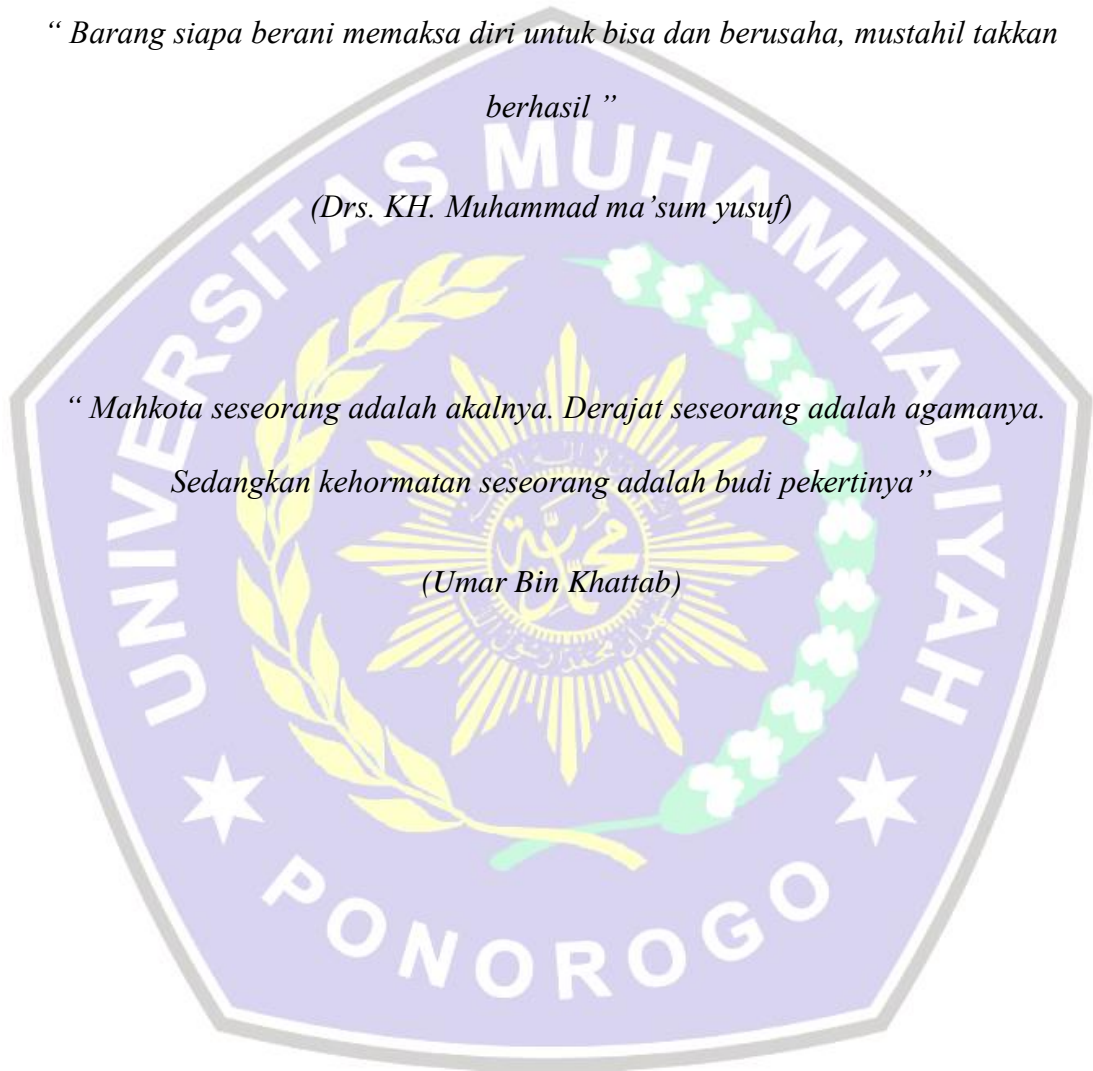 “ Barang siapa berani memaksa diri untuk bisa dan berusaha, mustahil takkan
berhasil ”
(Drs. KH. Muhammad ma’sum yusuf)
“ Mahkota seseorang adalah akalnya. Derajat seseorang adalah agamanya.
Sedangkan kehormatan seseorang adalah budi pekertinya”
(Umar Bin Khattab)
UNIVERSITAS MUHAMMADIYAH
PONOROGO
محمدية